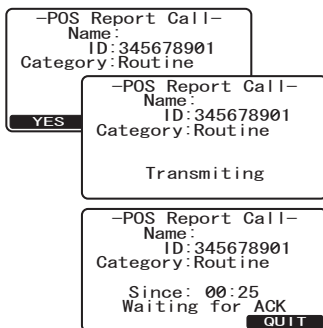 -POS Report Call-
Name:
ID:345678901
Category:Routine
YES
-POS Report Call-
Name:
ID:345678901
Category:Routine
Transmiting
-POS Report Call-
Name:
ID:345678901
Category:Routine
Since: 00:25
Waiting for ACK
QUIT